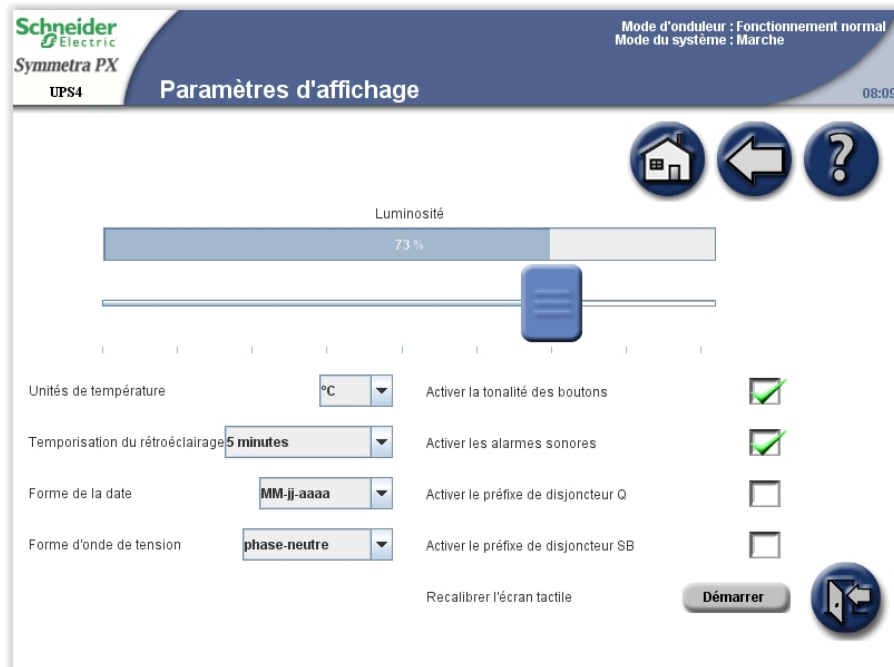 Schneider
Electric
Symmetra PX
UPS4
Paramètres d'affichage
Mode d'onduleur : Fonctionnement normal
Mode du système : Marche
08:09
Luminosité
73 %
Unités de température
°C
Activer la tonalité des boutons
Temporisation du rétroéclairage
5 minutes
Activer les alarmes sonores
Forme de la date
MM-jj-aaaa
Activer le préfixe de disjoncteur Q
Forme d'onde de tension
phase-neutre
Activer le préfixe de disjoncteur SB
Recalibrer l'écran tactile
Démarrer